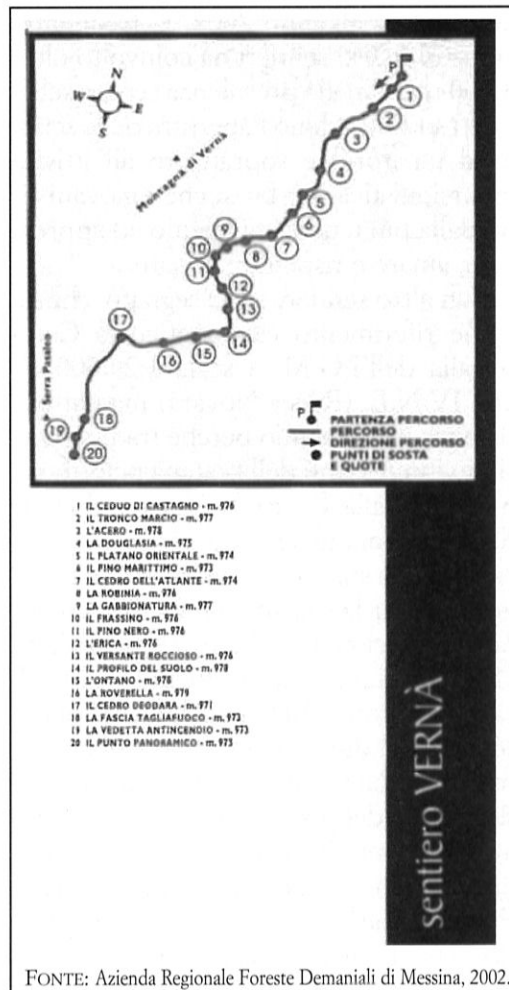 P
N
W
E
S
Montagna di Vernà
Serra Passino
1
2
3
4
5
6
7
8
9
10
11
12
13
14
15
16
17
18
19
20
P
PARTENZA PERCORSO
PERCORSO
DIREZIONE PERCORSO
PUNTI DI SOSTA
E QUOTE
1 IL CEDUO DI CASTAGNO - m. 976
2 IL TRONCO MARCIO - m. 977
3 L'ACERO - m. 978
4 LA DOUGLASIA - m. 975
5 IL PLATANO ORIENTALE - m. 974
6 IL PINO MARITTIMO - m. 973
7 IL CEDRO DELL'ATLANTE - m. 974
8 LA ROBINIA - m. 976
9 LA GABBIONATURA - m. 977
10 IL FRASSINO - m. 976
11 IL PINO NERO - m. 976
12 L'ERICA - m. 976
13 IL VERSANTE ROCCIOSO - m. 976
14 IL PROFILO DEL SUOLO - m. 978
15 L'ONTANO - m. 978
16 LA ROVERELLA - m. 979
17 IL CEDRO DEODARA - m. 971
18 LA FASCIA TAGLIAFUOCO - m. 973
19 LA VEDETTA ANTINCENDIO - m. 973
20 IL PUNTO PANORAMICO - m. 973
sentiero VERNÀ
FONTE: Azienda Regionale Foreste Demaniali di Messina, 2002.